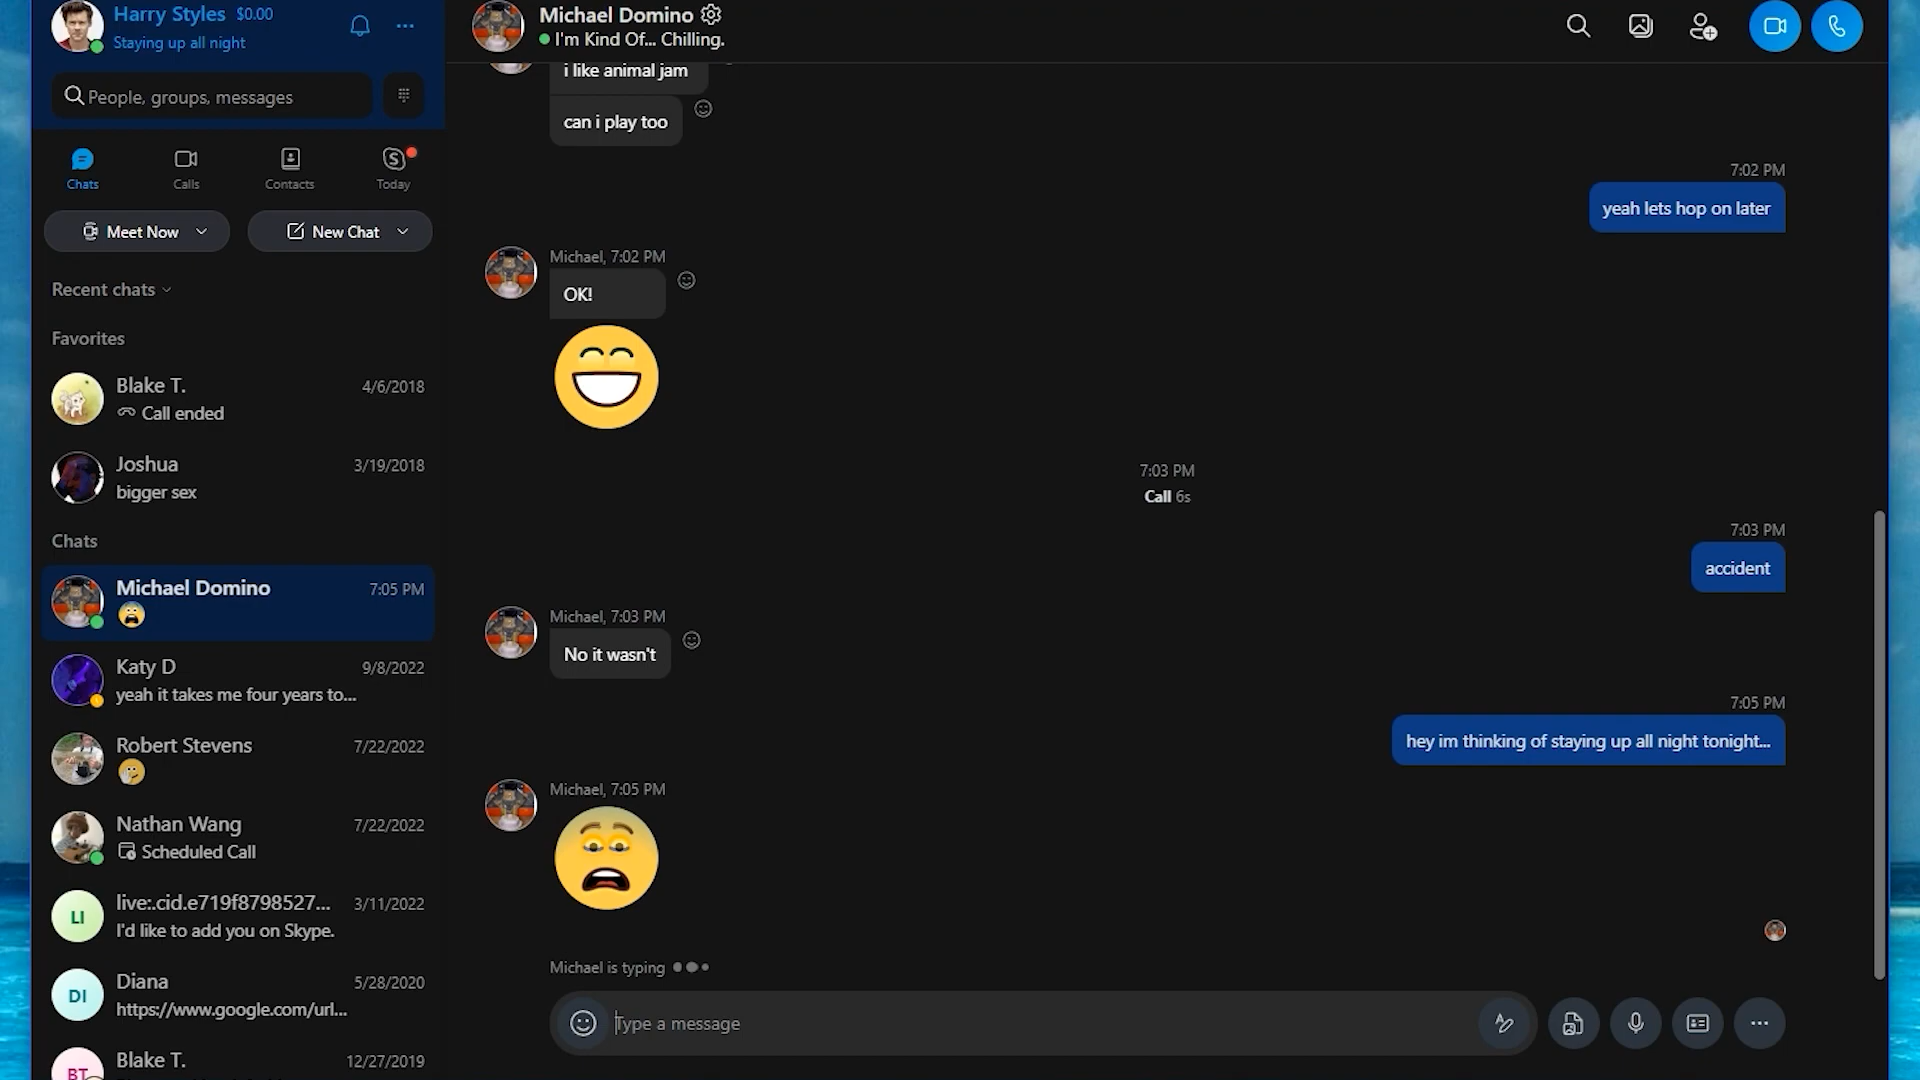 Harry Styles $0.00
Staying up all night
People, groups, messages
Chats
Calls
Contacts
Today
Meet Now
New Chat
Recent chats
Favorites
Blake T. 4/6/2018
Call ended
Joshua 3/19/2018
bigger sex
Chats
Michael Domino 7:05 PM
Katy D 9/8/2022
yeah it takes me four years to...
Robert Stevens 7/22/2022
Nathan Wang 7/22/2022
Scheduled Call
LI
live:.cid.e719f8798527... 3/11/2022
I'd like to add you on Skype.
DI
Diana 5/28/2020
https://www.google.com/url...
BT
Blake T. 12/27/2019
Michael Domino
I'm Kind Of... Chilling.
i like animal jam
can i play too
7:02 PM
yeah lets hop on later
Michael, 7:02 PM
OK!
7:03 PM
Call 6s
7:03 PM
accident
Michael, 7:03 PM
No it wasn't
7:05 PM
hey im thinking of staying up all night tonight...
Michael, 7:05 PM
Michael is typing
Type a message